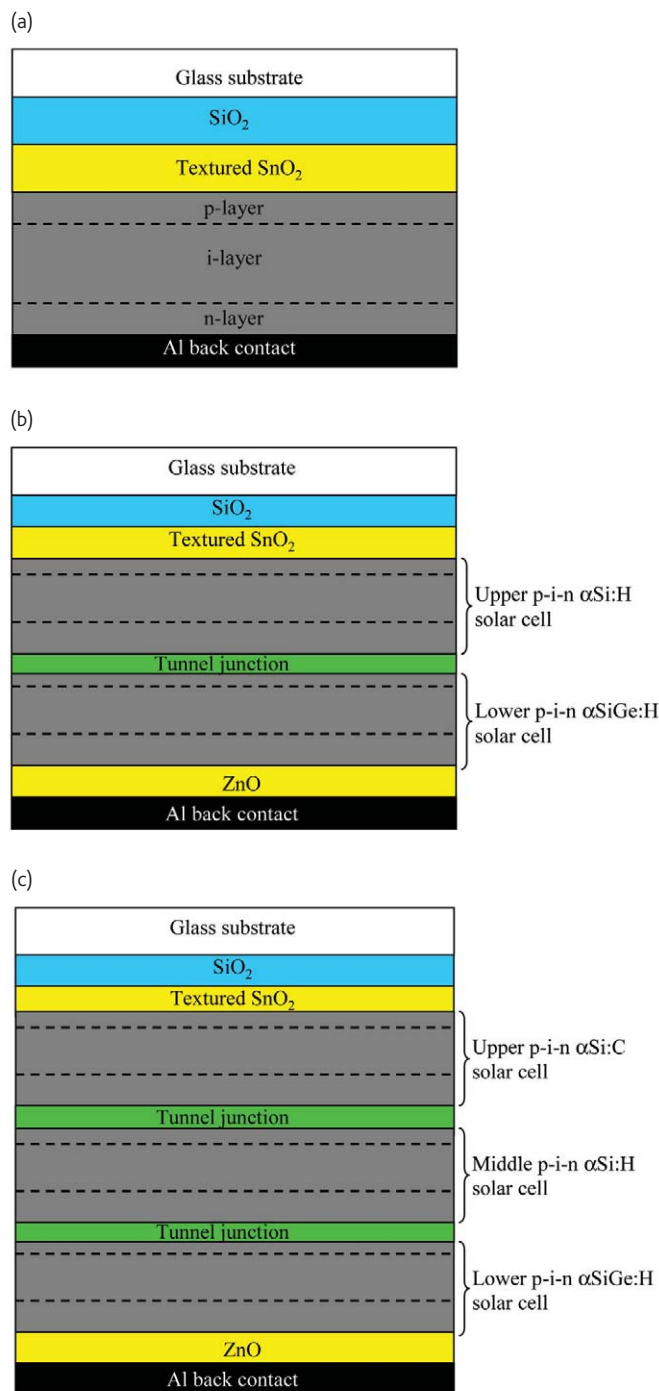 (a)
Glass substrate
SiO₂
Textured SnO₂
p-layer
i-layer
n-layer
Al back contact
(b)
Glass substrate
SiO₂
Textured SnO₂
Upper p-i-n αSi:H
solar cell
Tunnel junction
Lower p-i-n αSiGe:H
solar cell
ZnO
Al back contact
(c)
Glass substrate
SiO₂
Textured SnO₂
Upper p-i-n αSi:C
solar cell
Tunnel junction
Middle p-i-n αSi:H
solar cell
Tunnel junction
Lower p-i-n αSiGe:H
solar cell
ZnO
Al back contact